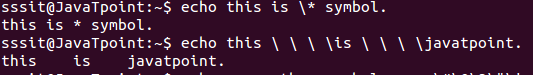 sssit@JavaTpoint:~$ echo this is \* symbol.
this is * symbol.
sssit@JavaTpoint:~$ echo this \ \ \ \is \ \ \ \javatpoint.
this    is    javatpoint.